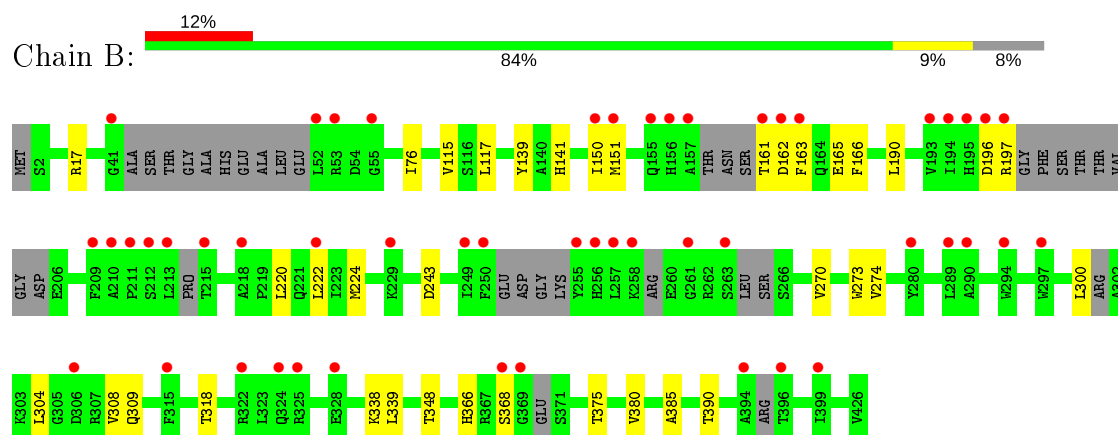 12%
Chain B:
84% 9% 8%
MET S2 R17 G41 ALA SER THR GLY ALA HIS GLU ALA LEU GLU L52 R53 D54 G55 I76 V115 S116 L117 Y139 A140 H141 I150 M151 Q155 H156 A157 THR ASN SER T161 D162 F163 Q164 E165 F166 L190 V193 I194 H195 D196 R197 GLY PHE SER THR THR VAL
GLY ASP E206 F209 A210 P211 S212 L213 PRO T215 A218 P219 L220 Q221 L222 I223 M224 K229 D243 I249 F250 GLU ASP GLY LYS Y255 H256 L257 K258 ARG E260 G261 R262 S263 LEU SER S266 V270 W273 V274 Y280 L289 A290 W294 W297 L300 ARG A302
K303 L304 G305 D306 R307 V308 Q309 F315 T318 R322 L323 Q324 R325 E328 K338 L339 T348 H366 R367 S368 G369 GLU S371 T375 V380 A385 T390 A394 ARG T396 I399 V426